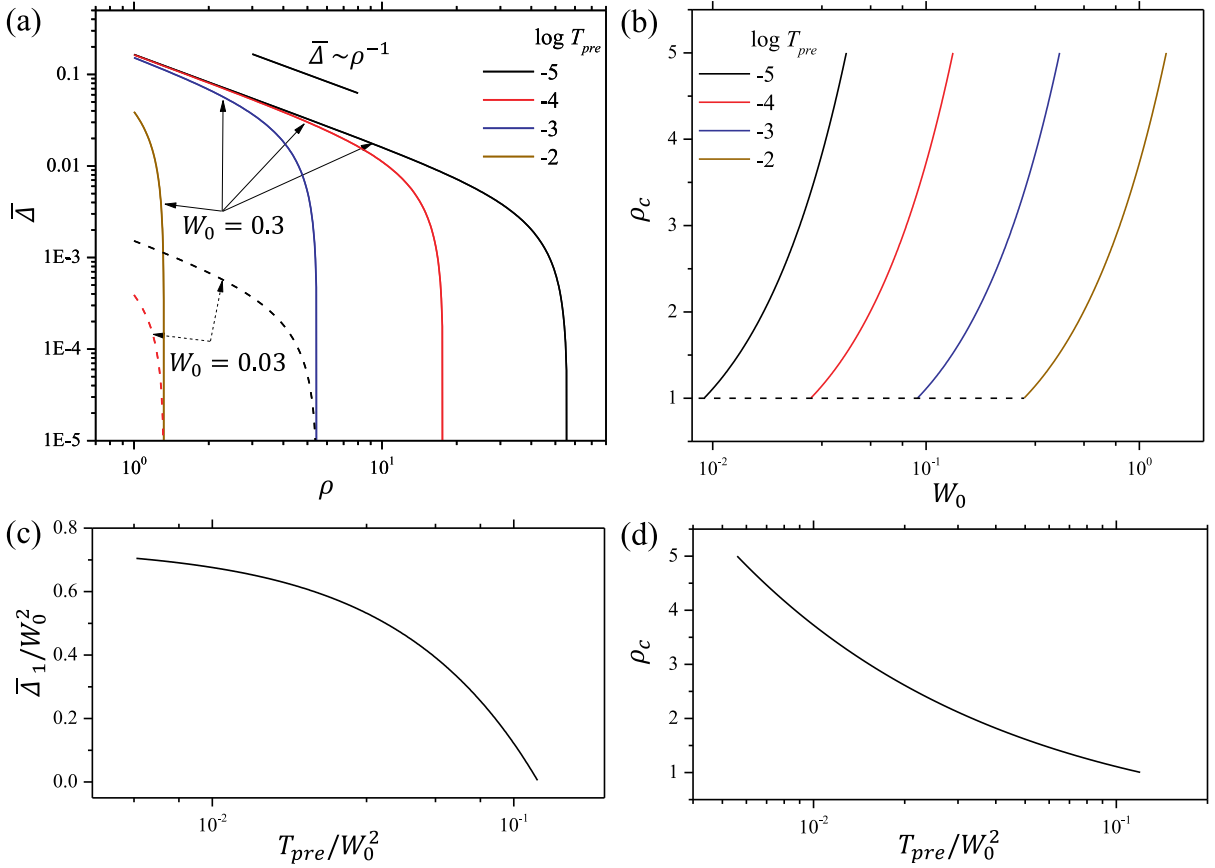 (a)
Δ̅ ~ρ⁻¹
log T_pre
-5
-4
-3
-2
W₀ = 0.3
W₀ = 0.03
0.1
0.01
1E-3
1E-4
1E-5
Δ̅
10⁰
10¹
ρ
(b)
log T_pre
-5
-4
-3
-2
5
4
3
2
1
ρ_c
10⁻²
10⁻¹
10⁰
W₀
(c)
0.8
0.6
0.4
0.2
0.0
Δ̅₁/W₀²
10⁻²
10⁻¹
T_pre/W₀²
(d)
5
4
3
2
1
ρ_c
10⁻²
10⁻¹
T_pre/W₀²